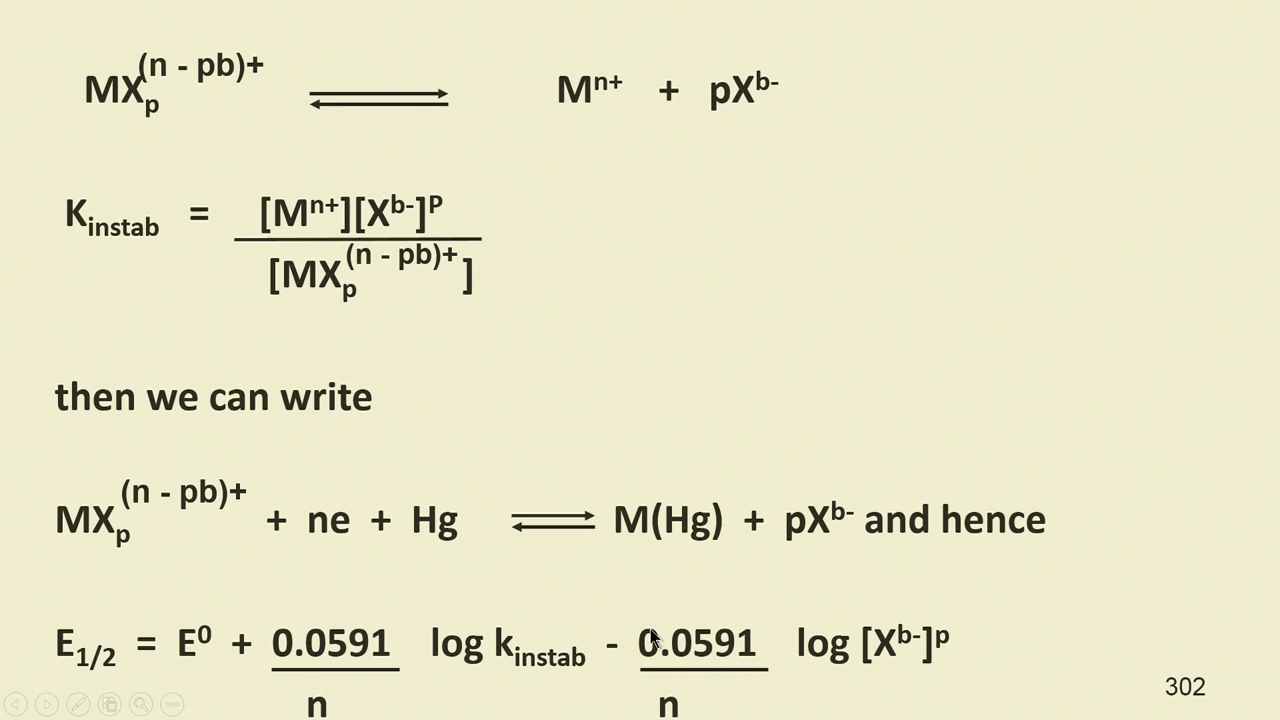 MXp(n - pb)+ ⇌ Mn+ + pXb-
Kinstab = [Mn+][Xb-]P
[MXp(n - pb)+]
then we can write
MXp(n - pb)+ + ne + Hg ⇌ M(Hg) + pXb- and hence
E1/2 = E0 + 0.0591 log kinstab - 0.0591 log [Xb-]p
n n
302